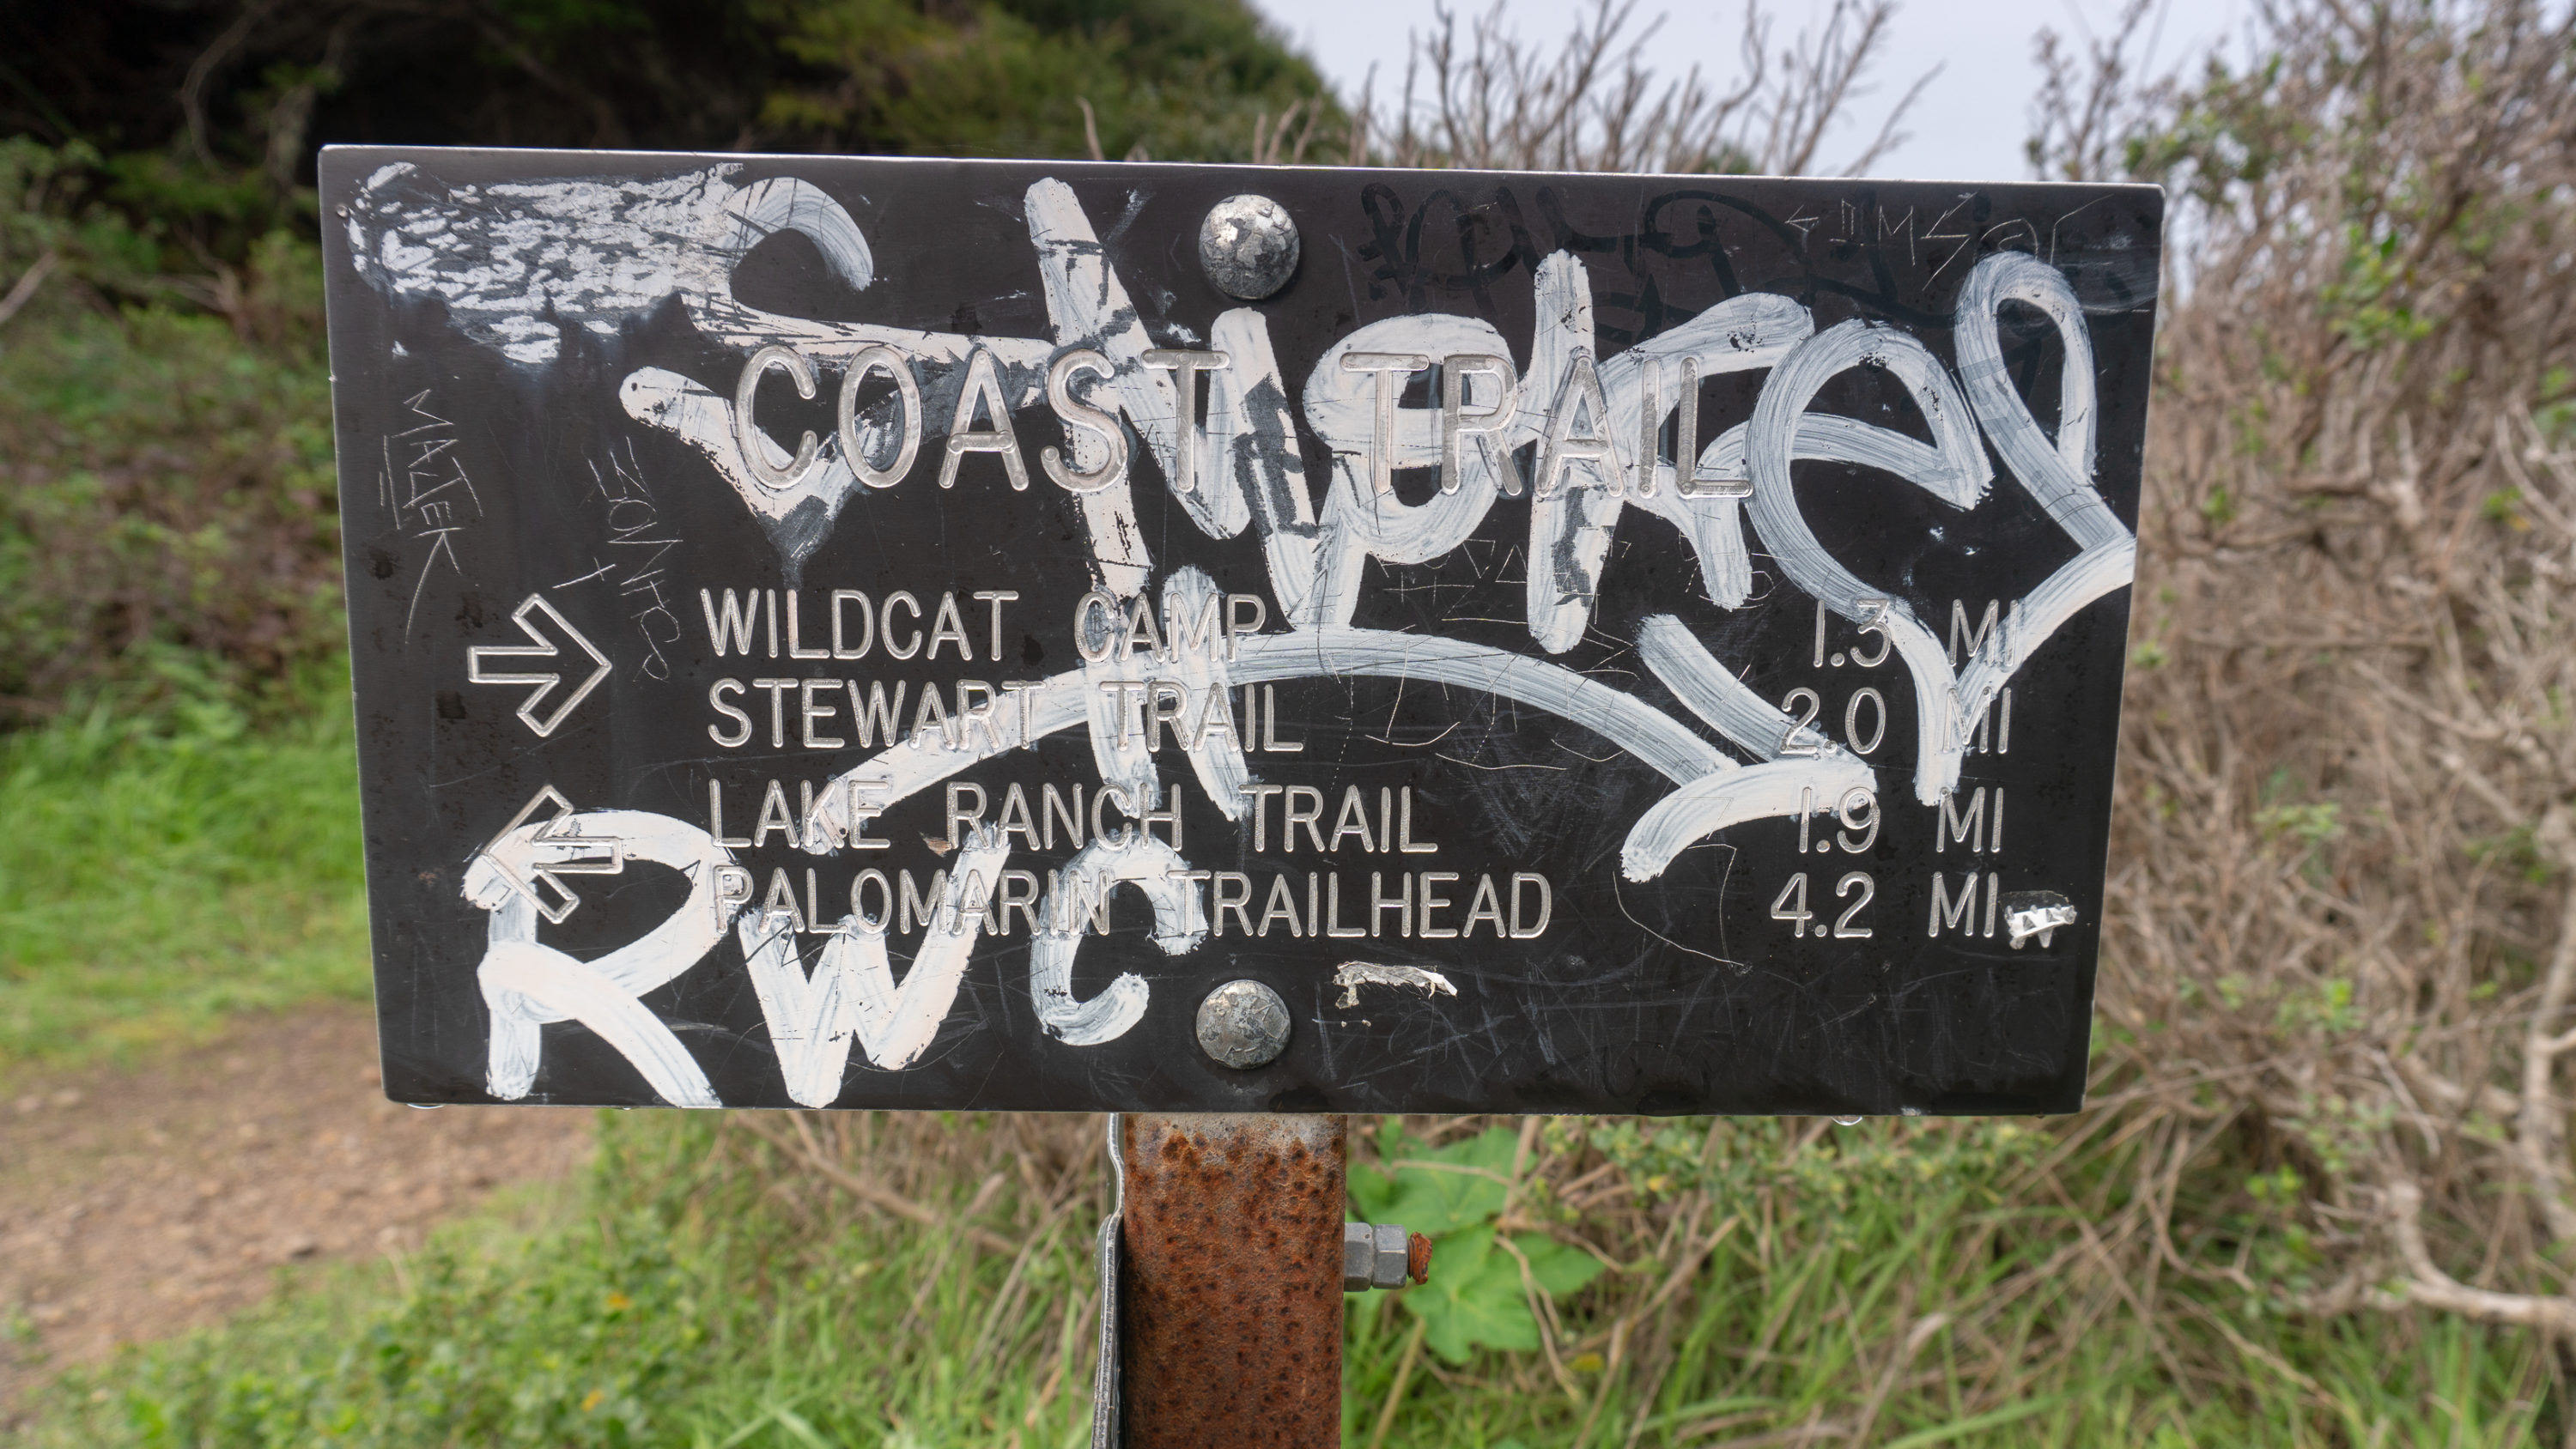 COAST TRAIL
WILDCAT CAMP 1.3 MI
STEWART TRAIL 2.0 MI
LAKE RANCH TRAIL 1.9 MI
PALOMARIN TRAILHEAD 4.2 MI
RWC